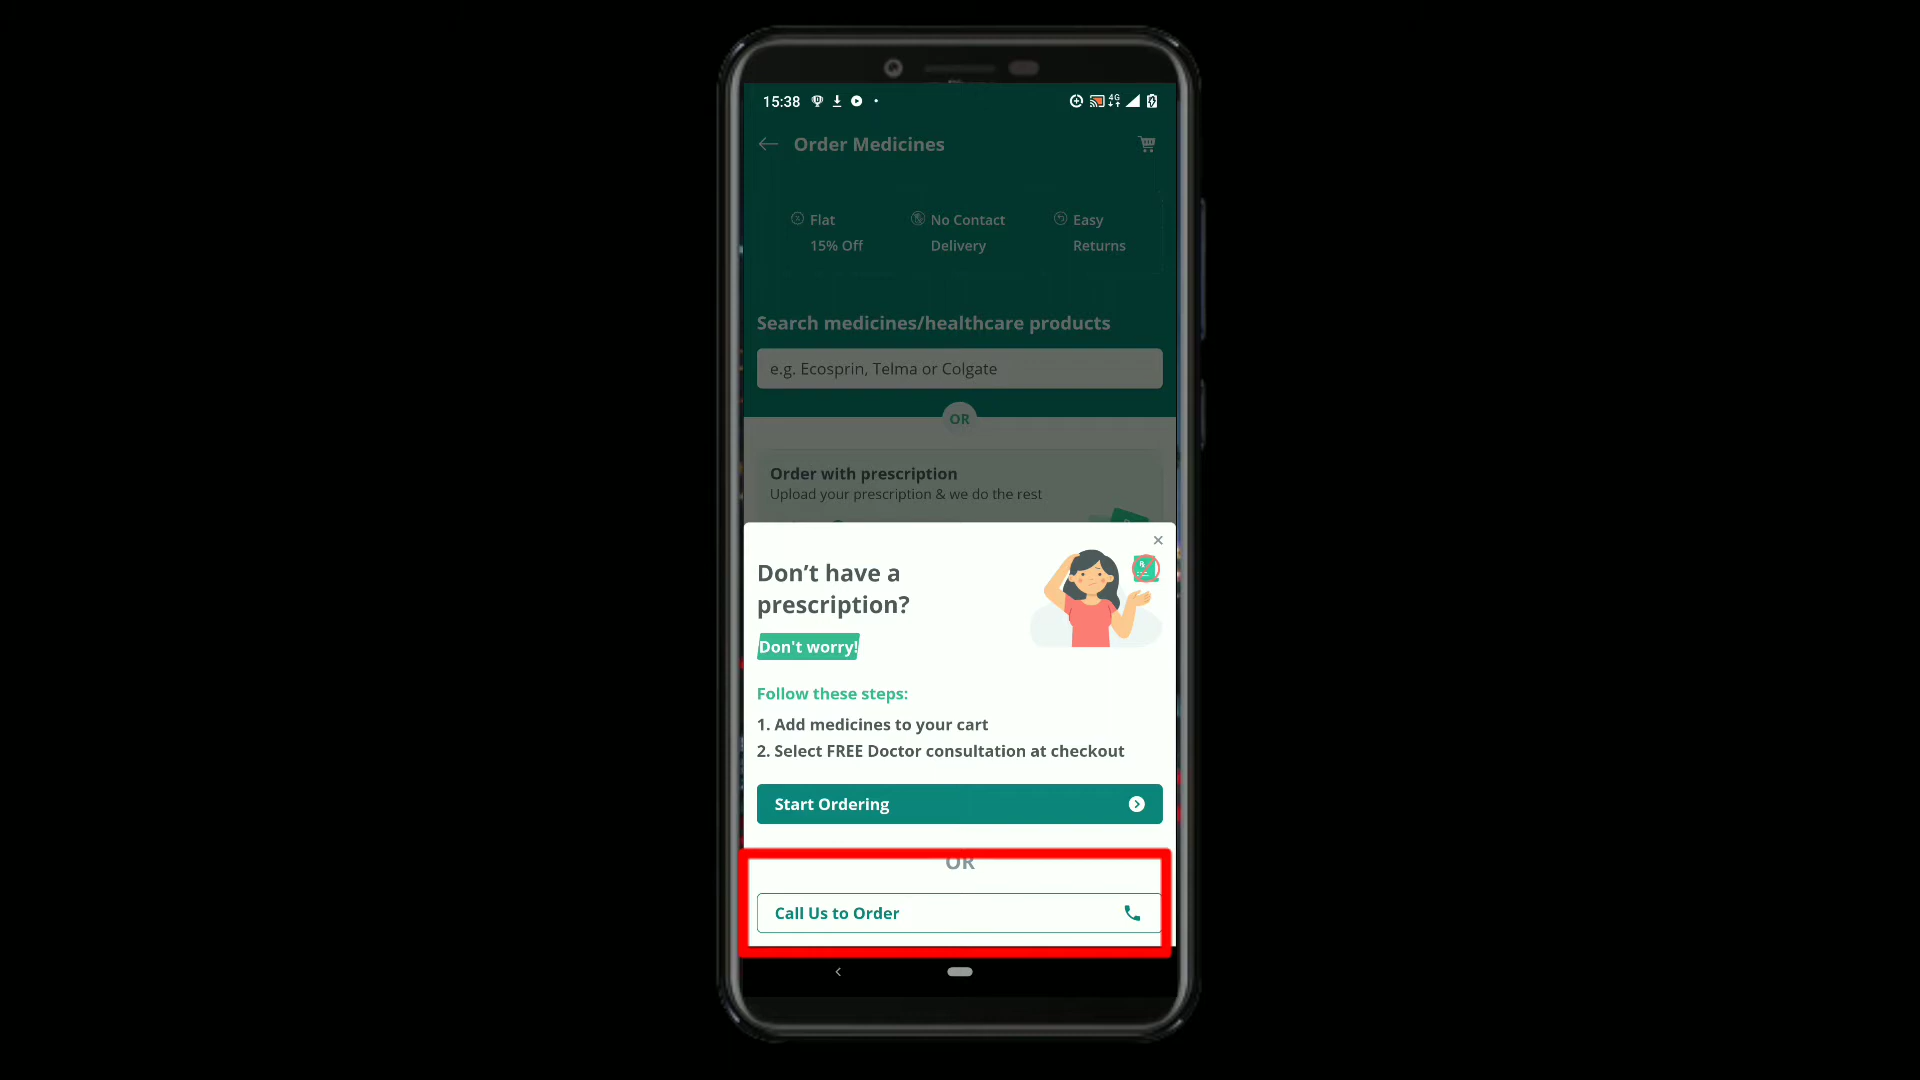 15:38
4G
Order Medicines
Flat
15% Off
No Contact
Delivery
Easy
Returns
Search medicines/healthcare products
e.g. Ecosprin, Telma or Colgate
OR
Order with prescription
Upload your prescription & we do the rest
Don’t have a
prescription?
Don't worry!
Follow these steps:
1. Add medicines to your cart
2. Select FREE Doctor consultation at checkout
Start Ordering
OR
Call Us to Order